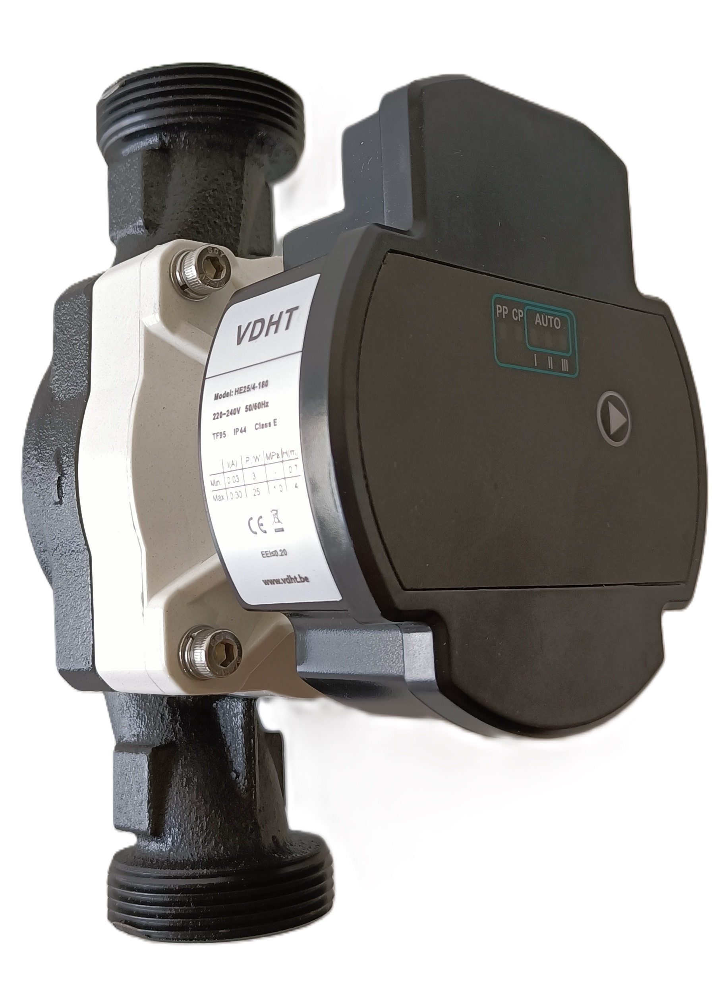 VDHT
Model: HE25/4-180
220-240V 50/60Hz
TF95 IP44 Class E
I(A) P(W) MPa H(m)
Min 0.03 3 - 0.7
Max 0.30 25 1.0 4
CE
EEI≤0.20
www.vdht.be
PP CP AUTO
I II III